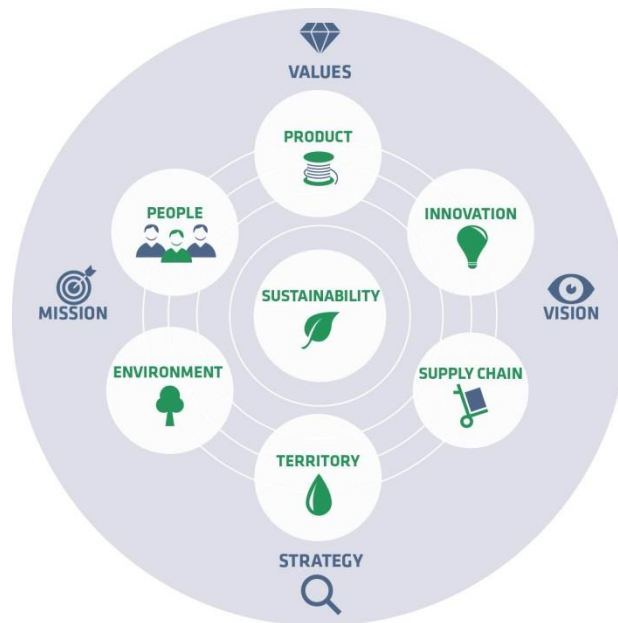 VALUES
PRODUCT
PEOPLE
INNOVATION
SUSTAINABILITY
MISSION
VISION
ENVIRONMENT
SUPPLY CHAIN
TERRITORY
STRATEGY